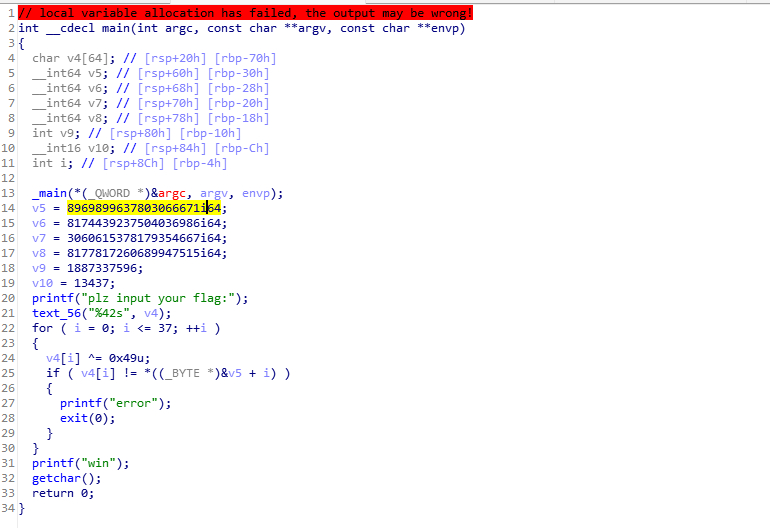 1 // local variable allocation has failed, the output may be wrong!
2 int __cdecl main(int argc, const char **argv, const char **envp)
3 {
4   char v4[64]; // [rsp+20h] [rbp-70h]
5   __int64 v5; // [rsp+60h] [rbp-30h]
6   __int64 v6; // [rsp+68h] [rbp-28h]
7   __int64 v7; // [rsp+70h] [rbp-20h]
8   __int64 v8; // [rsp+78h] [rbp-18h]
9   int v9; // [rsp+80h] [rbp-10h]
10   __int16 v10; // [rsp+84h] [rbp-Ch]
11   int i; // [rsp+8Ch] [rbp-4h]
12
13   _main(*(_QWORD *)&argc, argv, envp);
14   v5 = 8969899637803066671i64;
15   v6 = 8174439237504036986i64;
16   v7 = 3060615378179354667i64;
17   v8 = 8177817260689947515i64;
18   v9 = 1887337596;
19   v10 = 13437;
20   printf("plz input your flag:");
21   text_56("%42s", v4);
22   for ( i = 0; i <= 37; ++i )
23   {
24     v4[i] ^= 0x49u;
25     if ( v4[i] != *((_BYTE *)&v5 + i) )
26     {
27       printf("error");
28       exit(0);
29     }
30   }
31   printf("win");
32   getchar();
33   return 0;
34 }